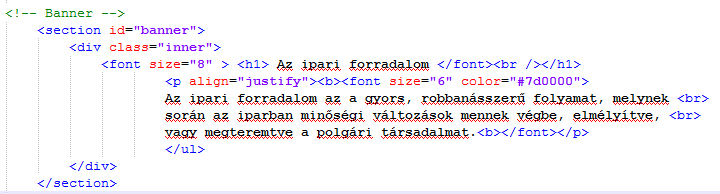 <!-- Banner -->
<section id="banner">
<div class="inner">
<font size="8" > <h1> Az ipari forradalom </font><br /></h1>
<p align="justify"><b><font size="6" color="#7d0000">
Az ipari forradalom az a gyors, robbanásszerű folyamat, melynek <br>
során az iparban minőségi változások mennek végbe, elmélyítve, <br>
vagy megteremtve a polgári társadalmat.<b></font></p>
</ul>
</div>
</section>